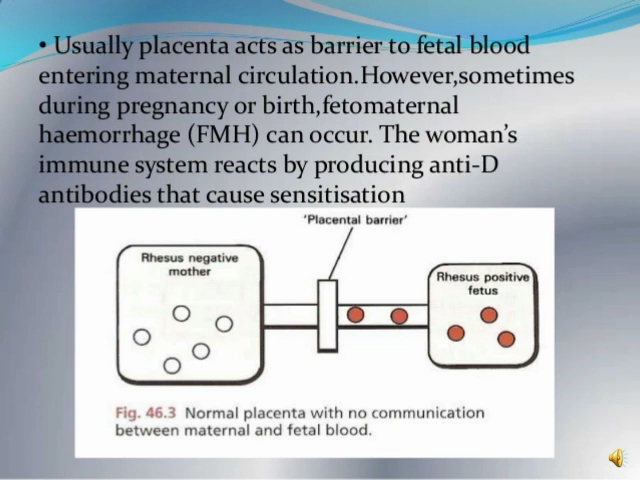 • Usually placenta acts as barrier to fetal blood
entering maternal circulation.However,sometimes
during pregnancy or birth,fetomaternal
haemorrhage (FMH) can occur. The woman’s
immune system reacts by producing anti-D
antibodies that cause sensitisation
‘Placental barrier’
Rhesus negative
mother
Rhesus positive
fetus
Fig. 46.3 Normal placenta with no communication
between maternal and fetal blood.